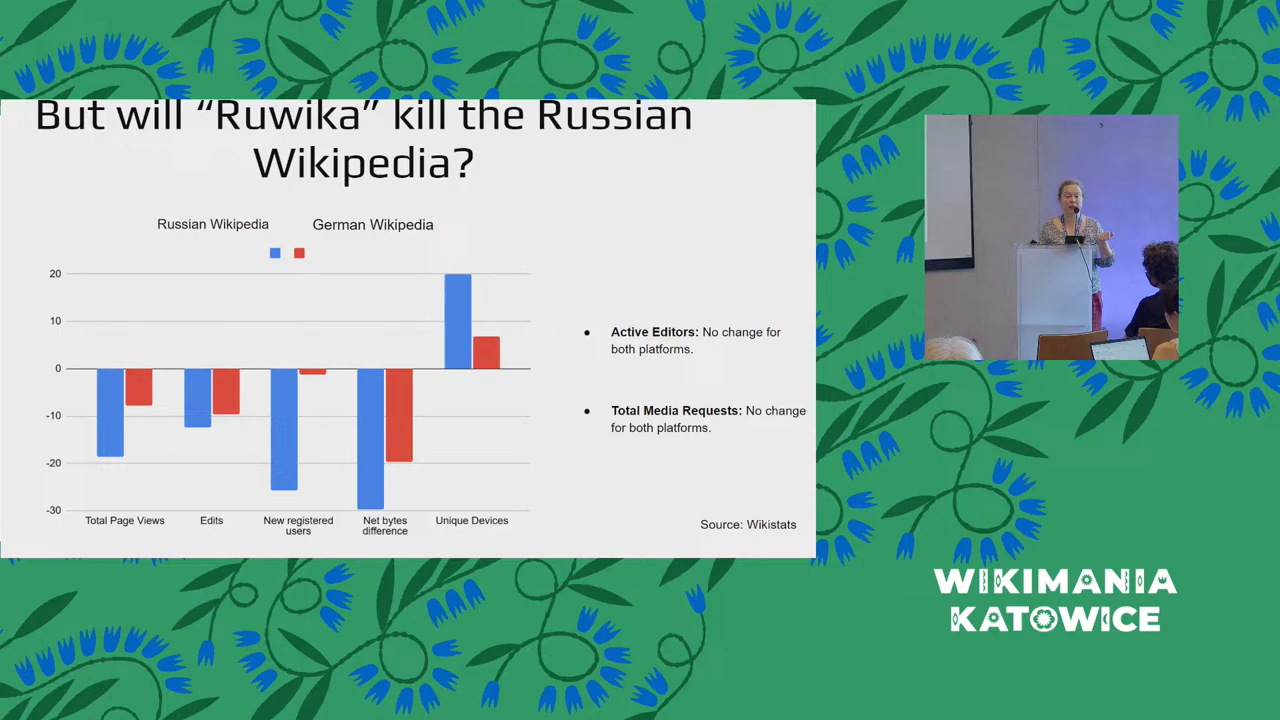 But will “Ruwika” kill the Russian
Wikipedia?
Russian Wikipedia
German Wikipedia
20
10
0
-10
-20
-30
Total Page Views
Edits
New registered
users
Net bytes
difference
Unique Devices
● Active Editors: No change for
both platforms.
● Total Media Requests: No change
for both platforms.
Source: Wikistats
WIKIMANIA
KATOWICE